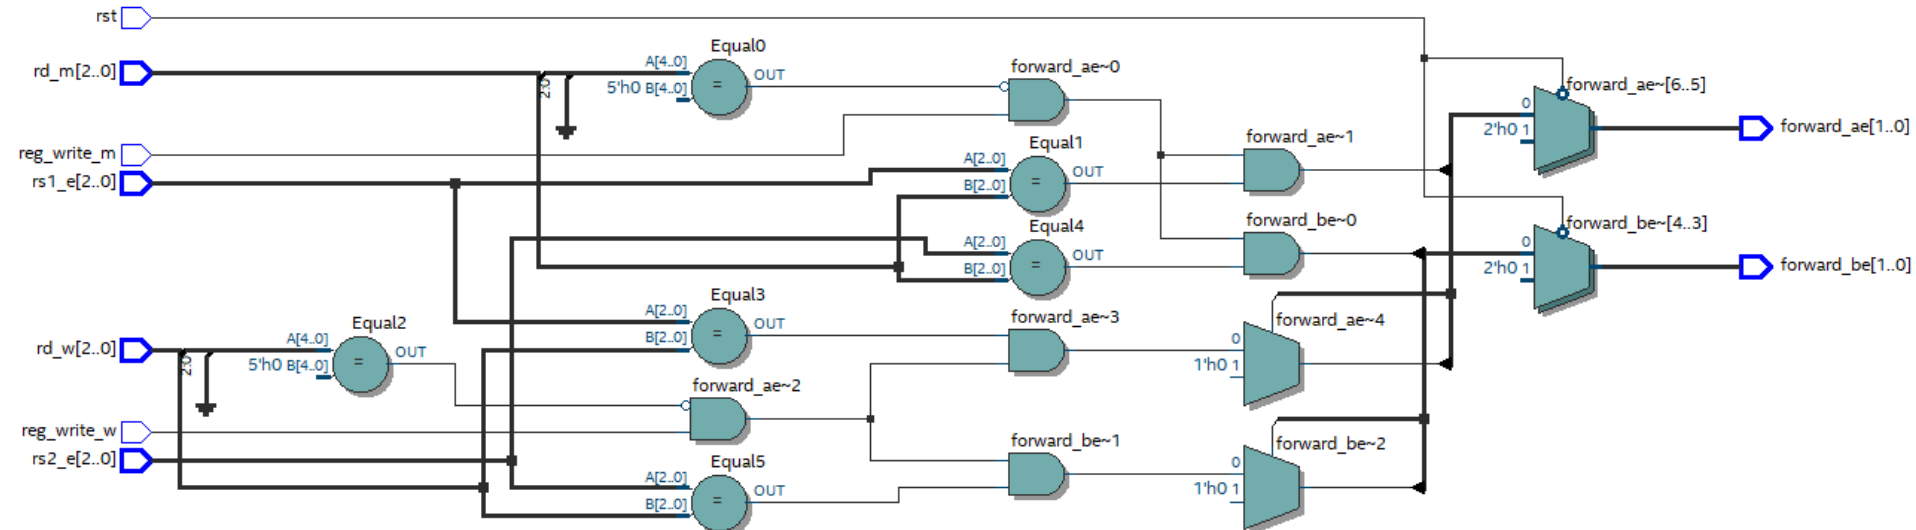 rst
rd_m[2..0]
reg_write_m
rs1_e[2..0]
rd_w[2..0]
reg_write_w
rs2_e[2..0]
2:0
Equal0
A[4..0]
5'h0 B[4..0]
=
OUT
forward_ae~0
Equal1
A[2..0]
B[2..0]
=
OUT
Equal4
A[2..0]
B[2..0]
=
OUT
forward_ae~1
forward_be~0
2:0
Equal2
A[4..0]
5'h0 B[4..0]
=
OUT
Equal3
A[2..0]
B[2..0]
=
OUT
forward_ae~2
Equal5
A[2..0]
B[2..0]
=
OUT
forward_ae~3
forward_be~1
forward_ae~4
0
1'h0 1
forward_be~2
0
1'h0 1
forward_ae~[6..5]
0
2'h0 1
forward_ae[1..0]
forward_be~[4..3]
0
2'h0 1
forward_be[1..0]